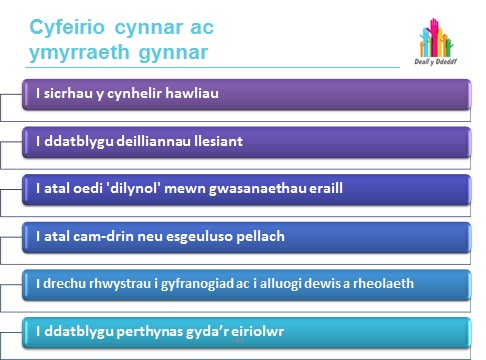 Cyfeirio cynnar ac
ymyrraeth gynnar
Deall y Ddeddf
I sicrhau y cynhelir hawliau
I ddatblygu deilliannau llesiant
I atal oedi 'dilynol' mewn gwasanaethau eraill
I atal cam-drin neu esgeuluso pellach
I drechu rhwystrau i gyfranogiad ac i alluogi dewis a rheolaeth
I ddatblygu perthynas gyda’r eiriolwr